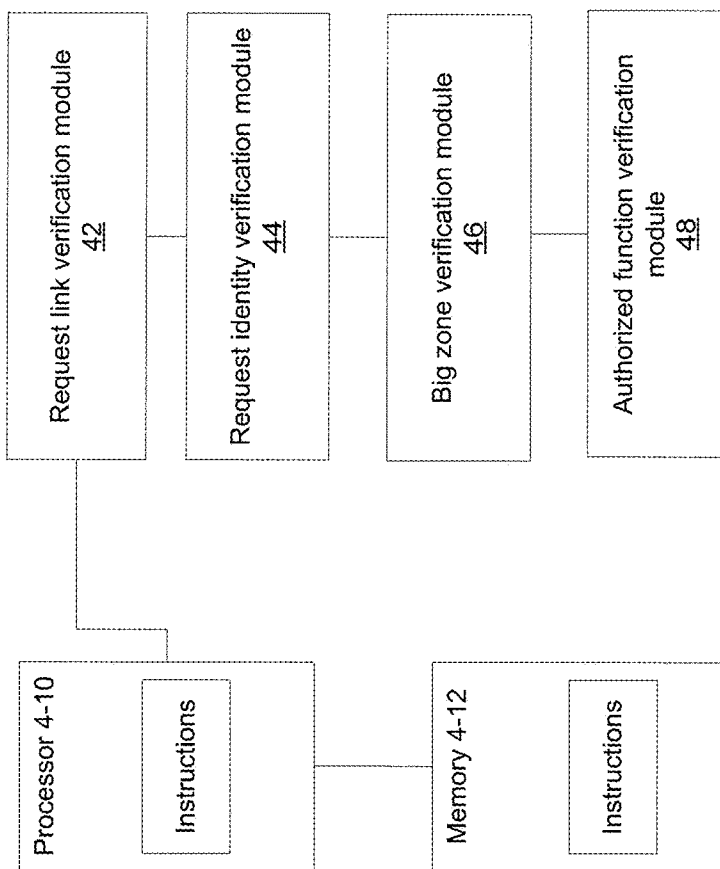 Processor 4-10
Instructions
Memory 4-12
Instructions
Request link verification module
42
Request identity verification module
44
Big zone verification module
46
Authorized function verification
module
48